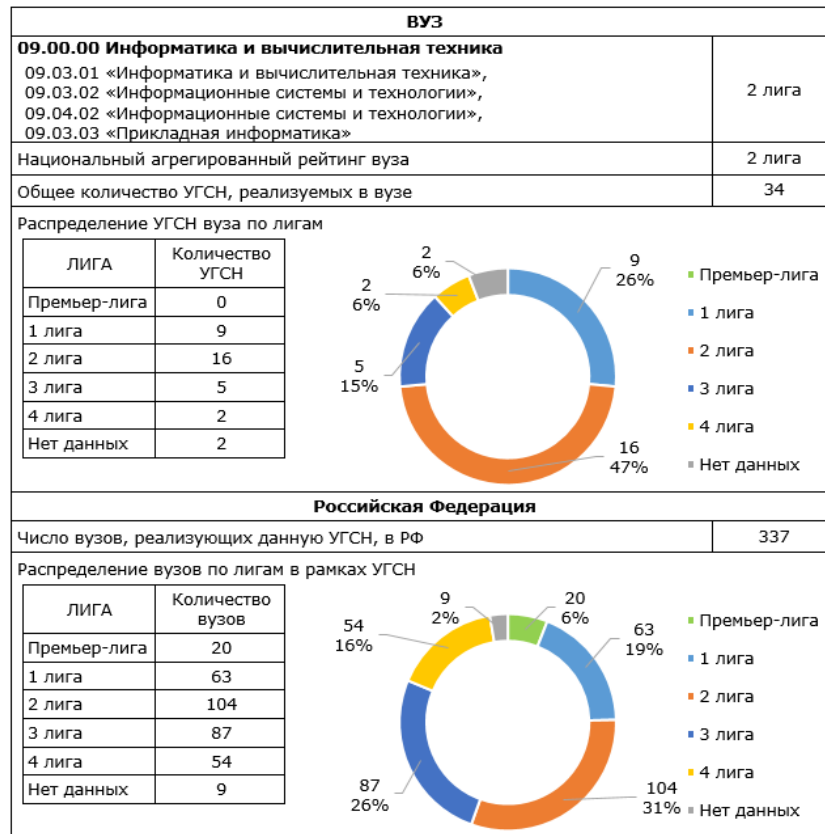 ВУЗ
09.00.00 Информатика и вычислительная техника
09.03.01 «Информатика и вычислительная техника»,
09.03.02 «Информационные системы и технологии»,
09.04.02 «Информационные системы и технологии»,
09.03.03 «Прикладная информатика»
2 лига
Национальный агрегированный рейтинг вуза 2 лига
Общее количество УГСН, реализуемых в вузе 34
Распределение УГСН вуза по лигам
ЛИГА Количество
УГСН
Премьер-лига 0
1 лига 9
2 лига 16
3 лига 5
4 лига 2
Нет данных 2
2
6%
9
26%
2
6%
5
15%
16
47%
Премьер-лига
1 лига
2 лига
3 лига
4 лига
Нет данных
Российская Федерация
Число вузов, реализующих данную УГСН, в РФ 337
Распределение вузов по лигам в рамках УГСН
ЛИГА Количество
вузов
Премьер-лига 20
1 лига 63
2 лига 104
3 лига 87
4 лига 54
Нет данных 9
9
2%
20
6%
54
16%
63
19%
87
26%
104
31%
Премьер-лига
1 лига
2 лига
3 лига
4 лига
Нет данных